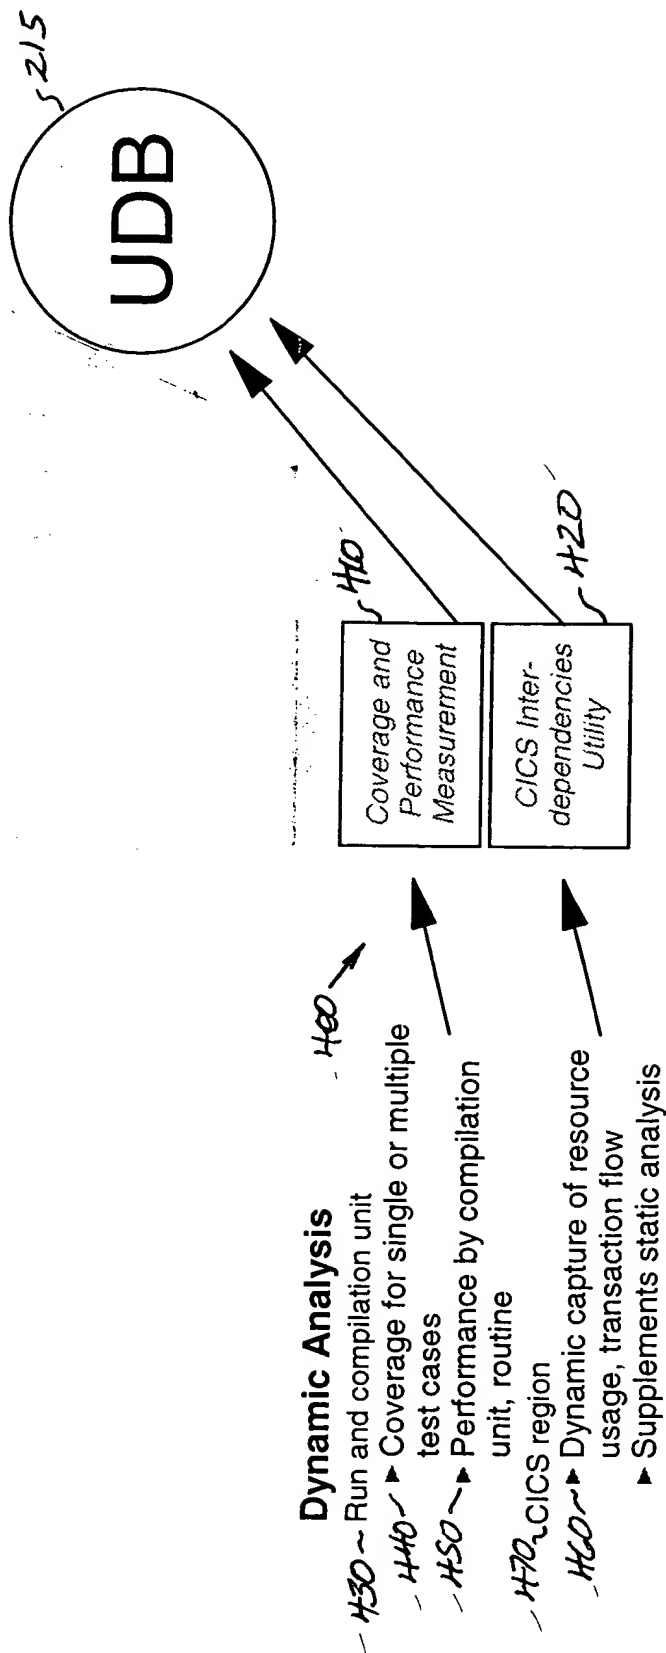 Dynamic Analysis
400
430 ~ Run and compilation unit
440 ~ ► Coverage for single or multiple
test cases
450 ~ ► Performance by compilation
unit, routine
470 ~ CICS region
460 ~ ► Dynamic capture of resource
usage, transaction flow
► Supplements static analysis
Coverage and
Performance
Measurement
410
CICS Inter-
dependencies
Utility
420
UDB
215